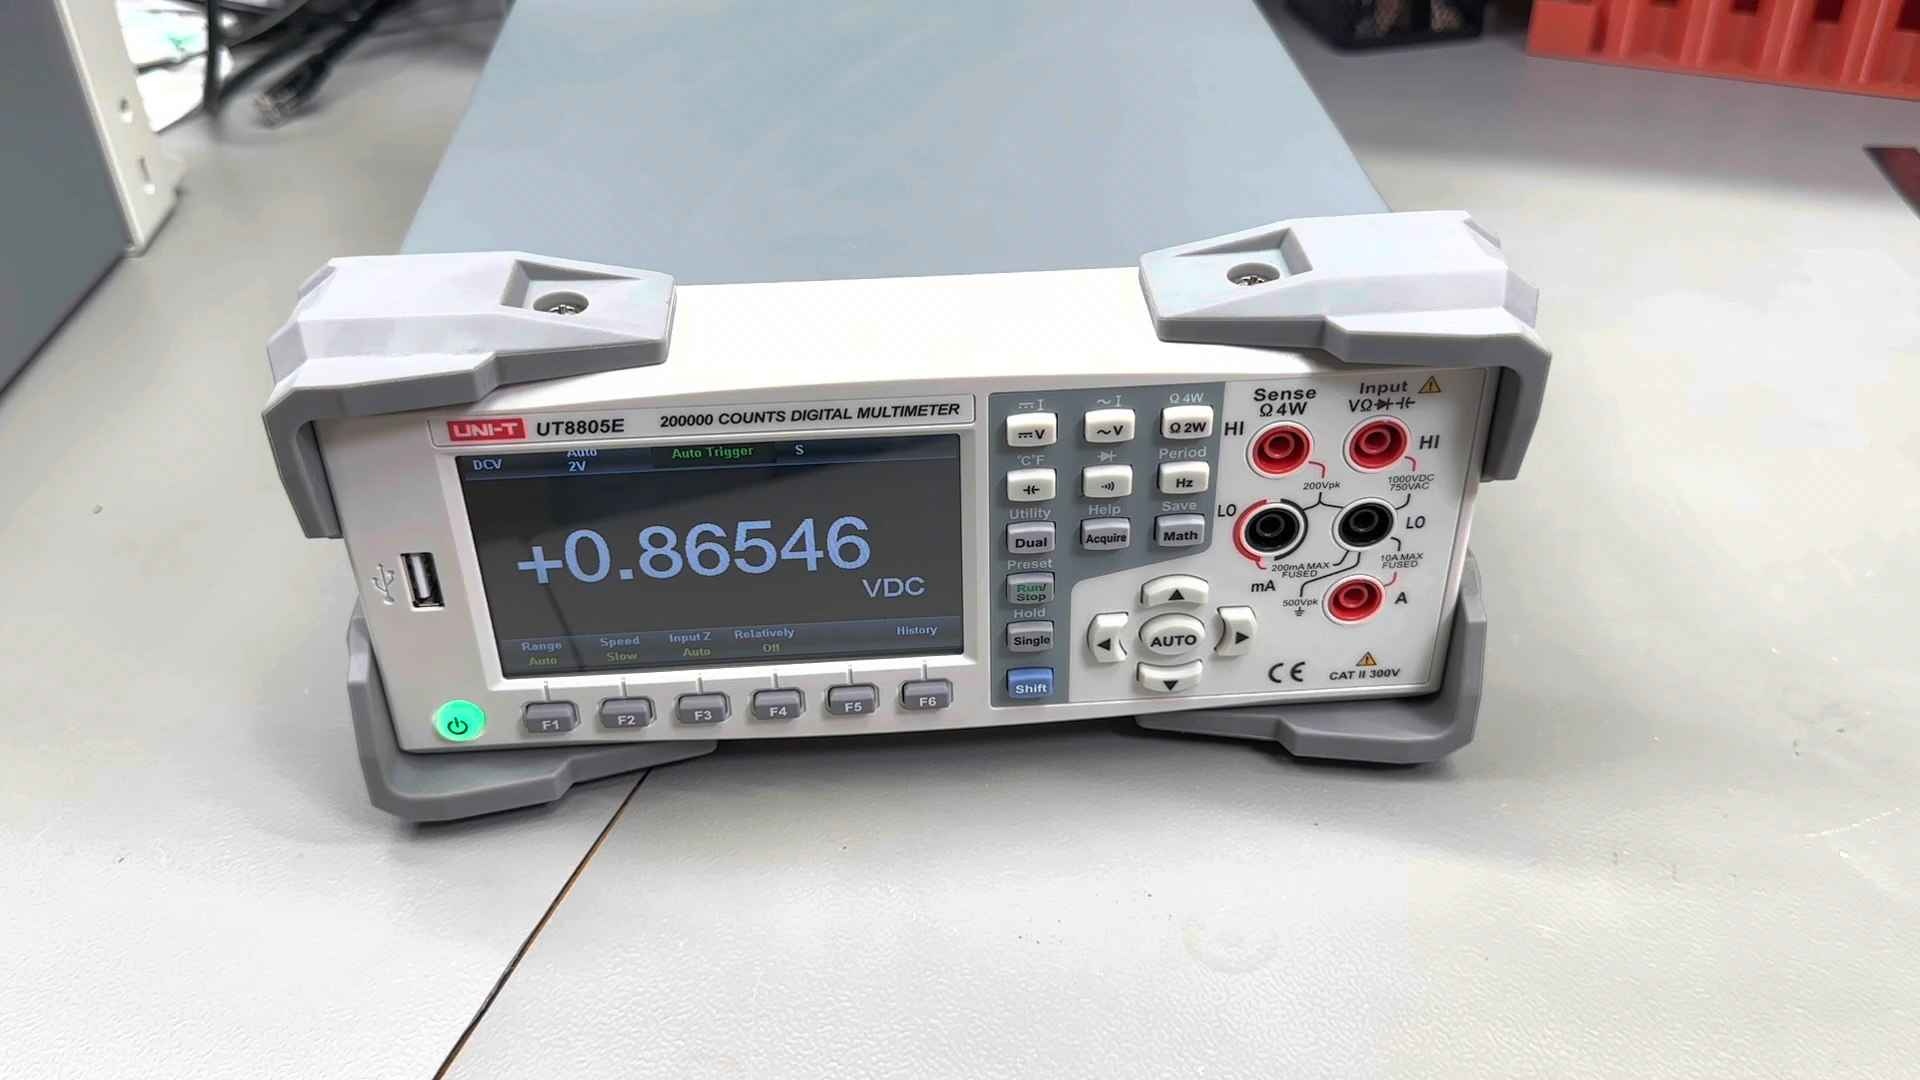 UNI-T UT8805E 200000 COUNTS DIGITAL MULTIMETER
DCV Auto 2V Auto Trigger S
+0.86546
VDC
Range Speed Input Z Relatively History
Auto Slow Auto Off
F1 F2 F3 F4 F5 F6
I I Ω 4W
V V Ω 2W
°C°F Period
Hz
Utility Help Save
Dual Acquire Math
Preset
Run/Stop
Hold
Single
Shift
AUTO
Sense
Ω 4W
Input
VΩ
HI HI
200Vpk
1000VDC
750VAC
LO LO
200mA MAX
FUSED
10A MAX
FUSED
mA
500Vpk
A
CE
CAT II 300V